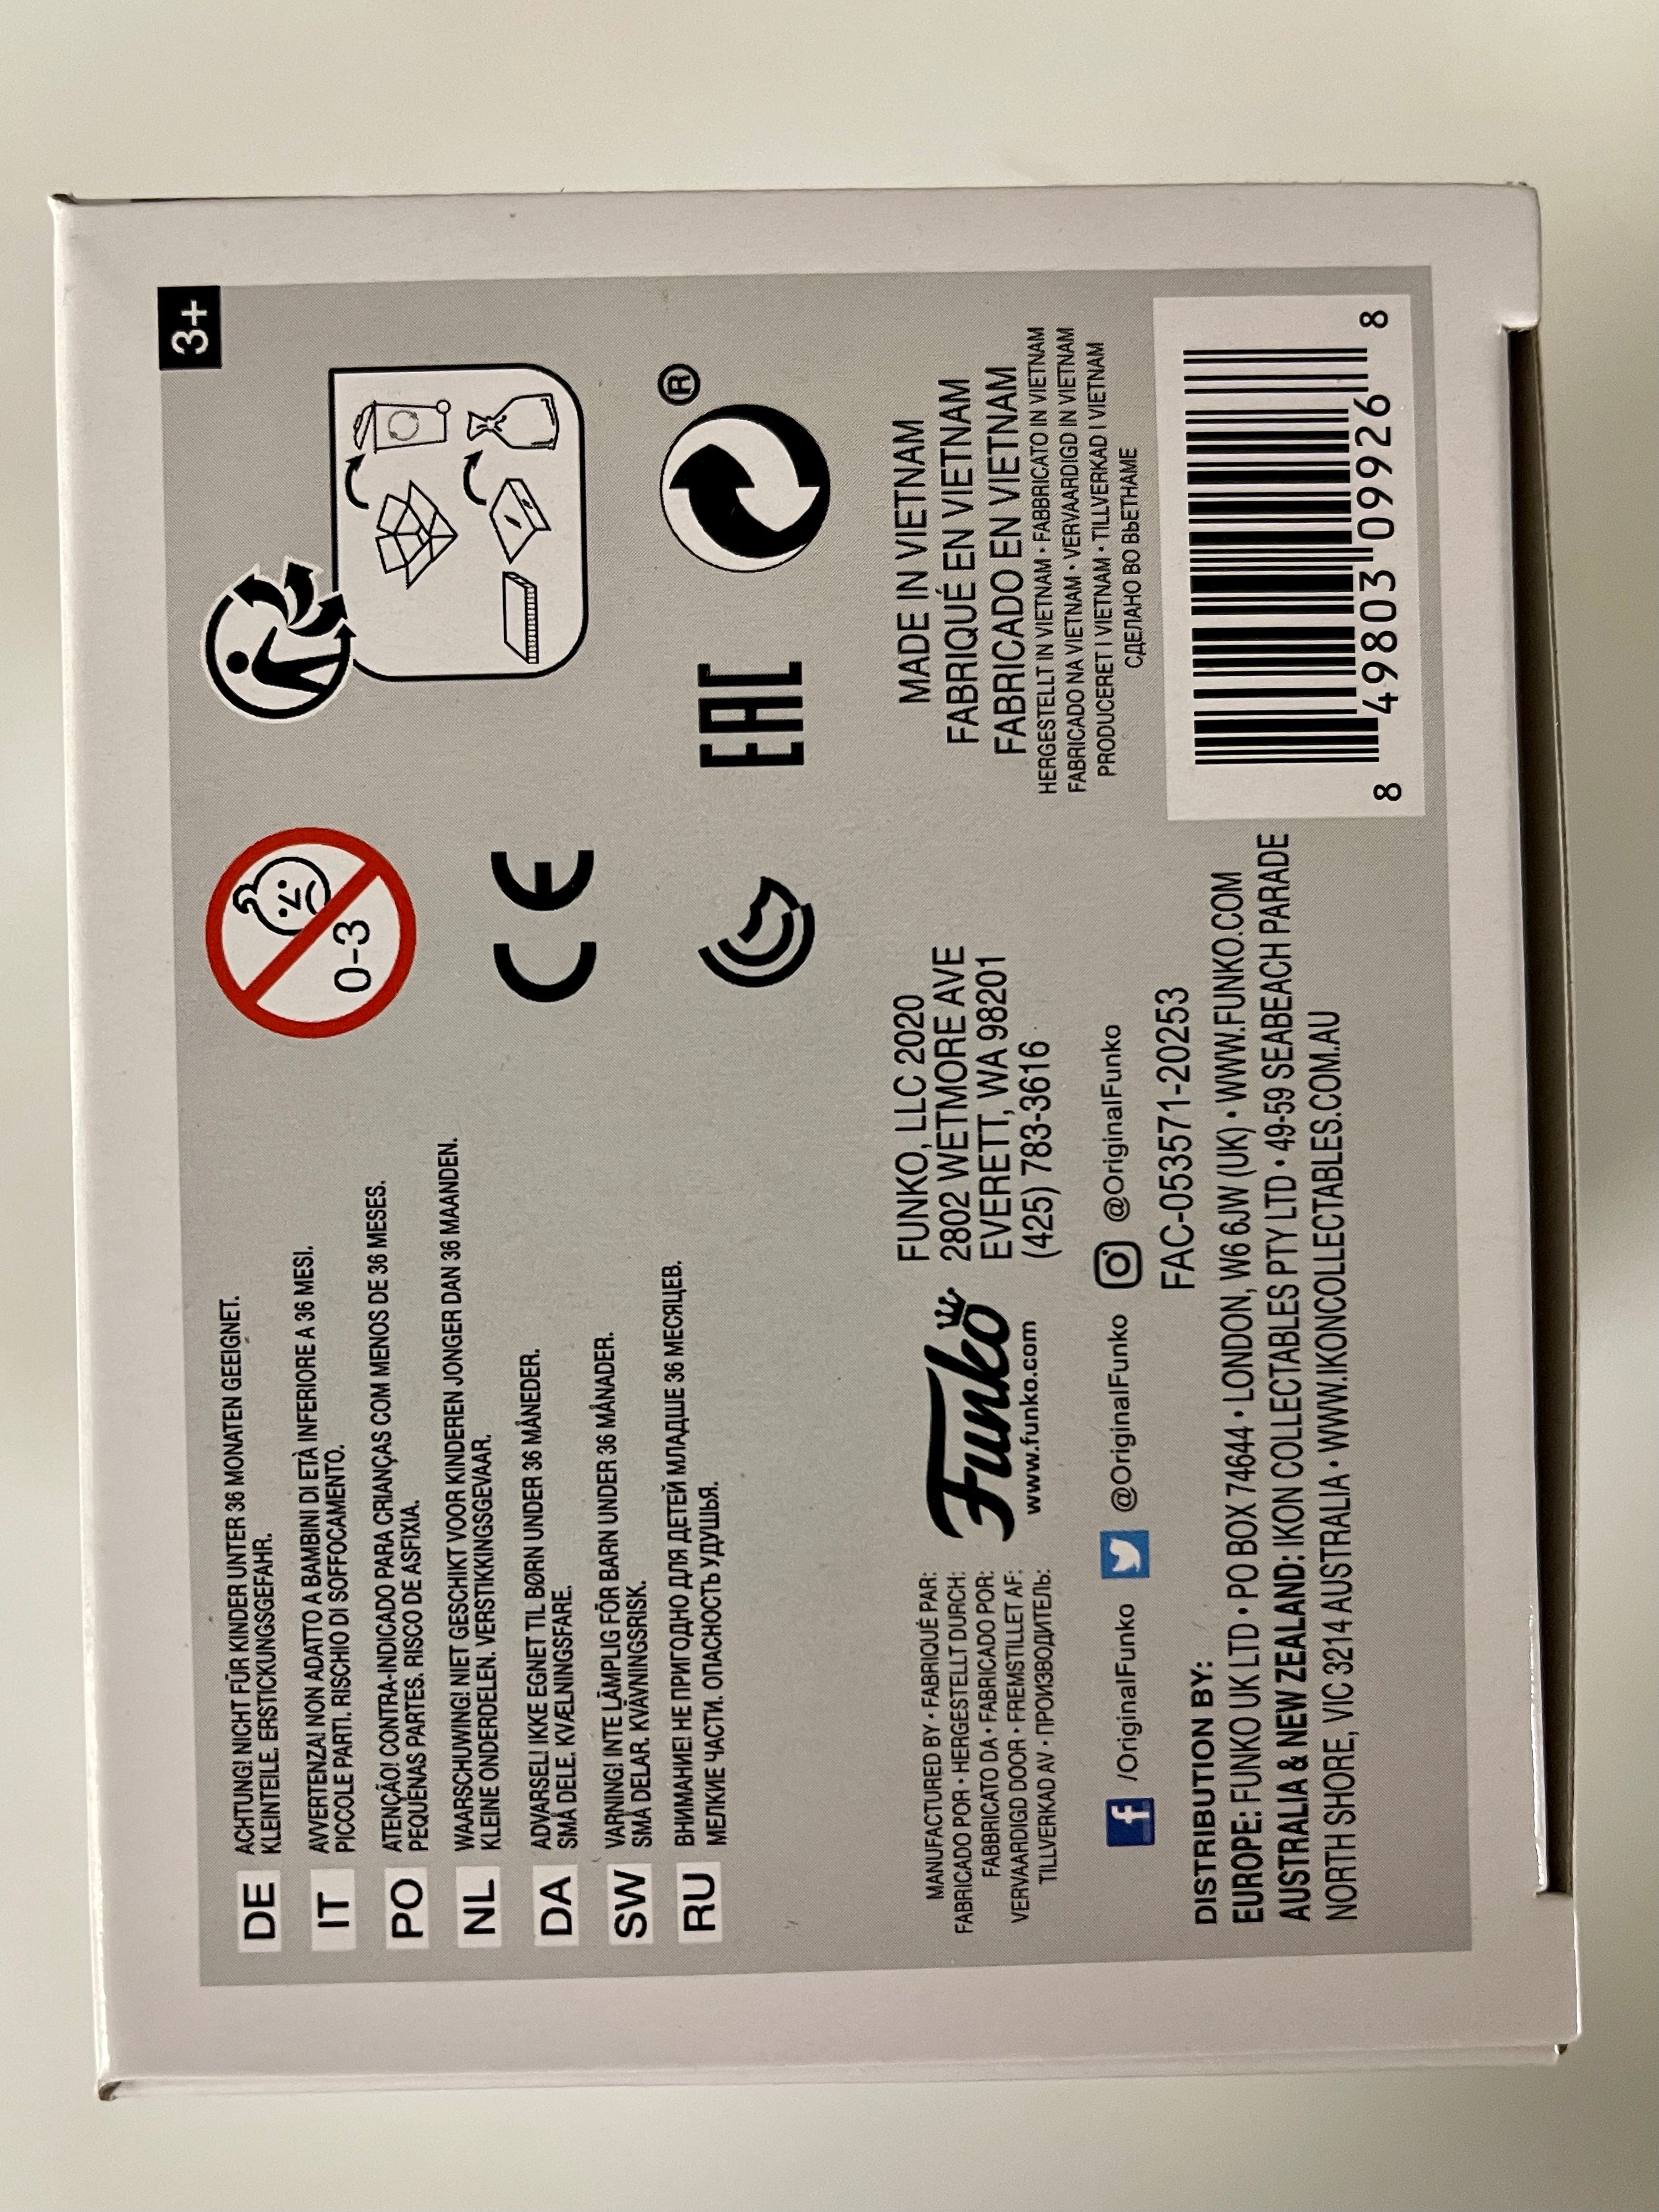 3+
DE
ACHTUNG! NICHT FÜR KINDER UNTER 36 MONATEN GEEIGNET.
KLEINTEILE. ERSTICKUNGSGEFAHR.
IT
AVVERTENZA! NON ADATTO A BAMBINI DI ETÀ INFERIORE A 36 MESI.
PICCOLE PARTI. RISCHIO DI SOFFOCAMENTO.
PO
ATENÇÃO! CONTRA-INDICADO PARA CRIANÇAS COM MENOS DE 36 MESES.
PEQUENAS PARTES. RISCO DE ASFIXIA.
NL
WAARSCHUWING! NIET GESCHIKT VOOR KINDEREN JONGER DAN 36 MAANDEN.
KLEINE ONDERDELEN. VERSTIKKINGSGEVAAR.
DA
ADVARSEL! IKKE EGNET TIL BØRN UNDER 36 MÅNEDER.
SMÅ DELE. KVÆLNINGSFARE.
SW
VARNING! INTE LÄMPLIG FÖR BARN UNDER 36 MÅNADER.
SMÅ DELAR. KVÄVNINGSRISK.
RU
ВНИМАНИЕ! НЕ ПРИГОДНО ДЛЯ ДЕТЕЙ МЛАДШЕ 36 МЕСЯЦЕВ.
МЕЛКИЕ ЧАСТИ. ОПАСНОСТЬ УДУШЬЯ.
0-3
CE
EAC
®
MANUFACTURED BY • FABRIQUÉ PAR:
FABRICADO POR • HERGESTELLT DURCH:
FABBRICATO DA • FABRICADO POR:
VERVAARDIGD DOOR • FREMSTILLET AF:
TILLVERKAD AV • ПРОИЗВОДИТЕЛЬ:
Funko
www.funko.com
FUNKO, LLC 2020
2802 WETMORE AVE
EVERETT, WA 98201
(425) 783-3616
MADE IN VIETNAM
FABRIQUÉ EN VIETNAM
FABRICADO EN VIETNAM
HERGESTELLT IN VIETNAM • FABBRICATO IN VIETNAM
FABRICADO NA VIETNAM • VERVAARDIGD IN VIETNAM
PRODUCERET I VIETNAM • TILLVERKAD I VIETNAM
СДЕЛАНО ВО ВЬЕТНАМЕ
f /OriginalFunko @OriginalFunko @OriginalFunko
FAC-053571-20253
DISTRIBUTION BY:
EUROPE: FUNKO UK LTD • PO BOX 74644 • LONDON, W6 6JW (UK) • WWW.FUNKO.COM
AUSTRALIA & NEW ZEALAND: IKON COLLECTABLES PTY LTD • 49-59 SEABEACH PARADE
NORTH SHORE, VIC 3214 AUSTRALIA • WWW.IKONCOLLECTABLES.COM.AU
8 49803 09926 8